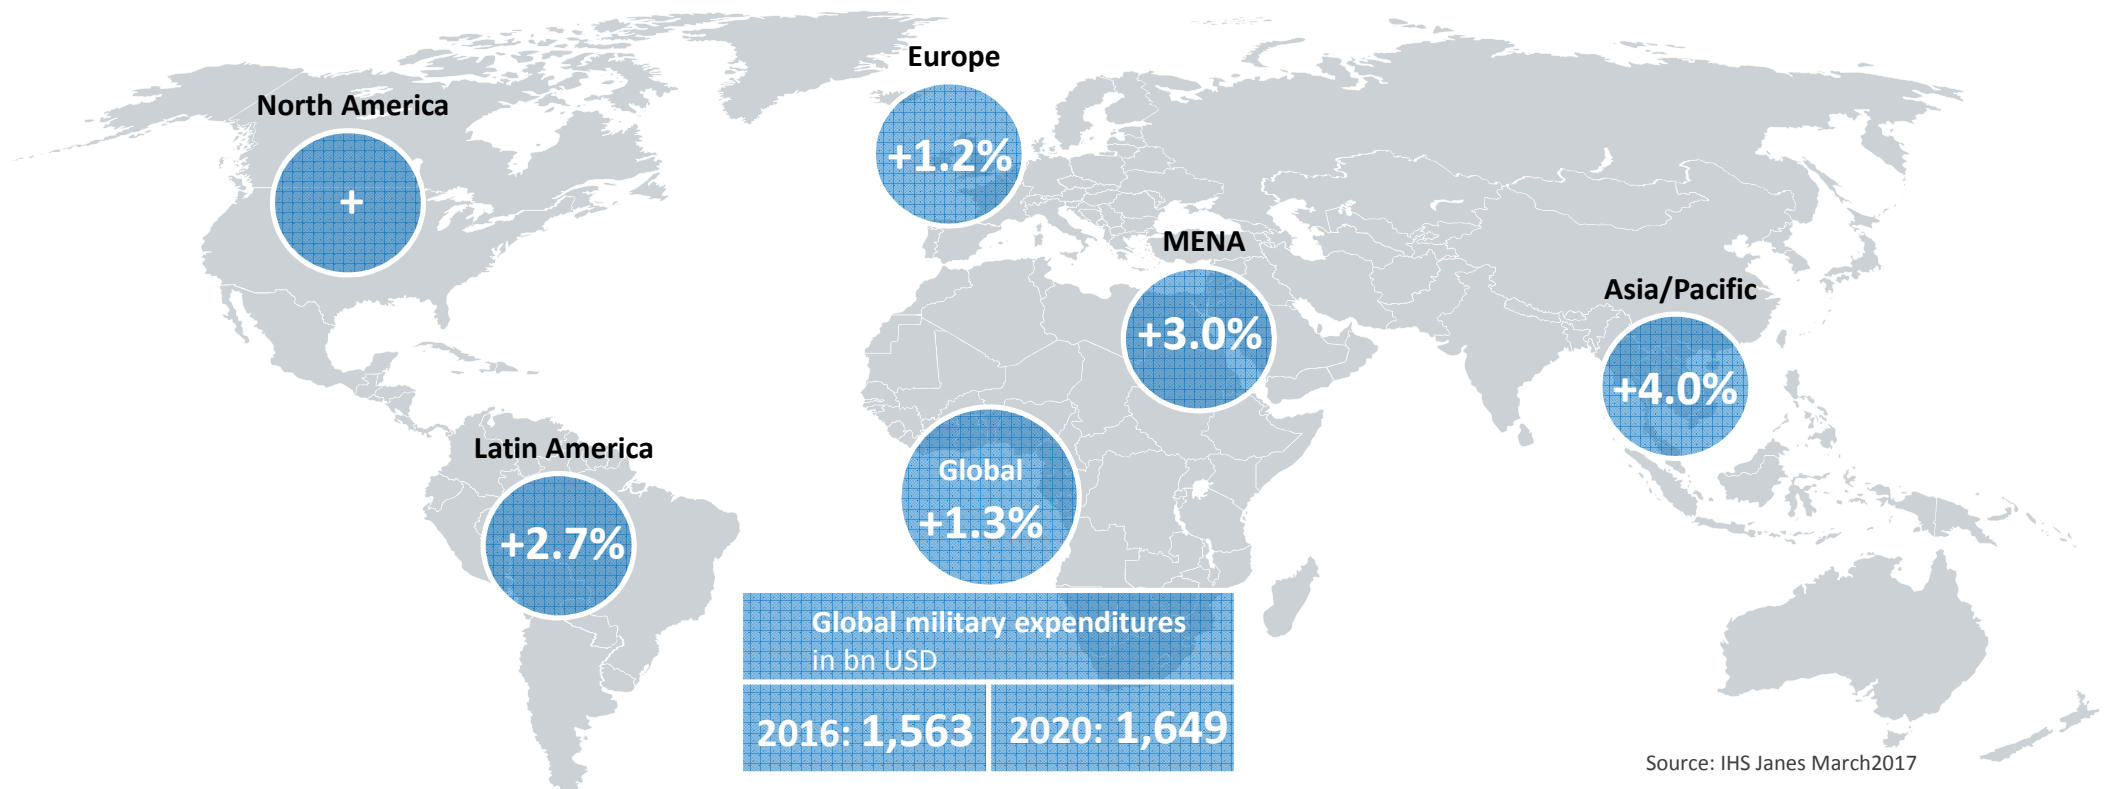 Europe
+1.2%
North America
+
MENA
+3.0%
Asia/Pacific
+4.0%
Latin America
+2.7%
Global
+1.3%
Global military expenditures
in bn USD
2016: 1,563
2020: 1,649
Source: IHS Janes March2017